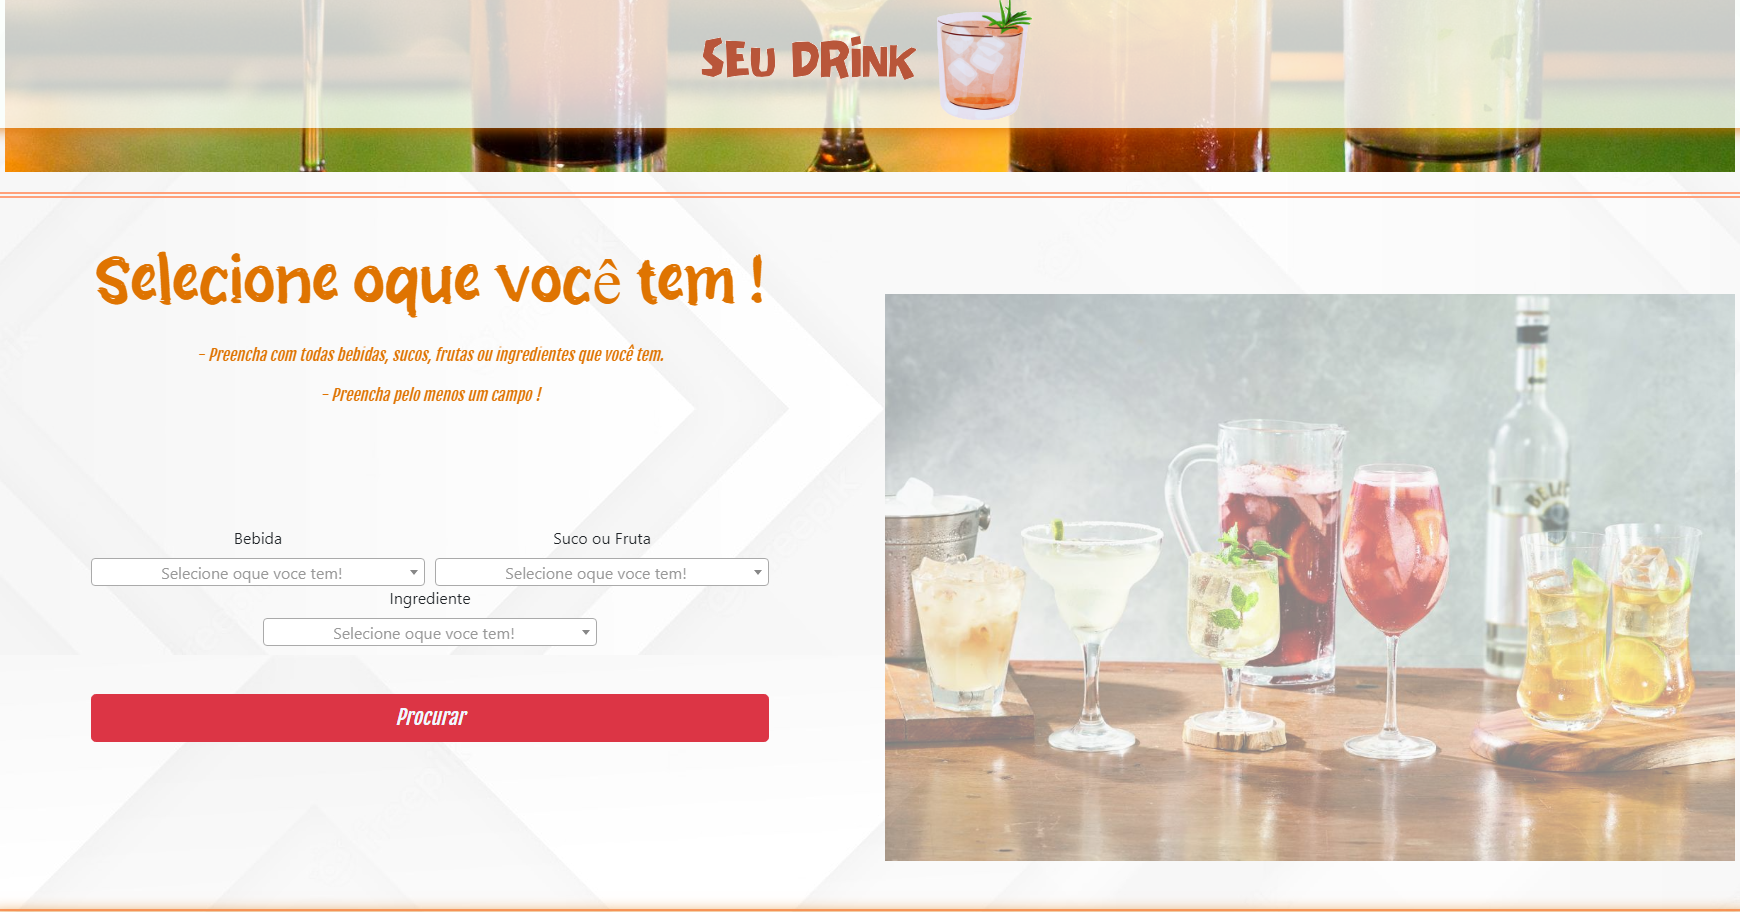 SEU DRINK
Selecione oque você tem !
- Preencha com todas bebidas, sucos, frutas ou ingredientes que você tem.
- Preencha pelo menos um campo !
Bebida
Suco ou Fruta
Selecione oque voce tem!
Selecione oque voce tem!
Ingrediente
Selecione oque voce tem!
Procurar